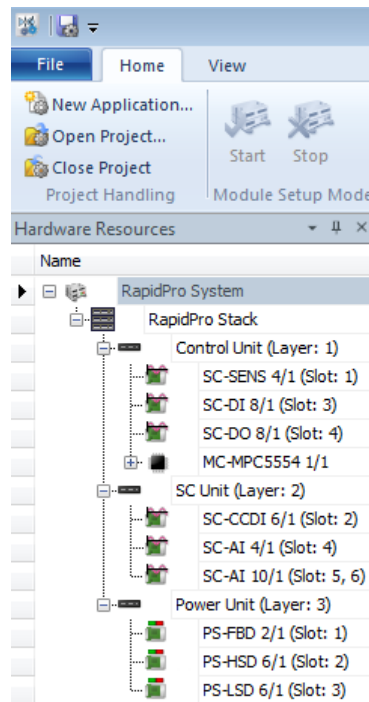 File Home View
New Application...
Open Project...
Close Project
Start Stop
Project Handling Module Setup Mode
Hardware Resources
Name
RapidPro System
RapidPro Stack
Control Unit (Layer: 1)
SC-SENS 4/1 (Slot: 1)
SC-DI 8/1 (Slot: 3)
SC-DO 8/1 (Slot: 4)
MC-MPC5554 1/1
SC Unit (Layer: 2)
SC-CCDI 6/1 (Slot: 2)
SC-AI 4/1 (Slot: 4)
SC-AI 10/1 (Slot: 5, 6)
Power Unit (Layer: 3)
PS-FBD 2/1 (Slot: 1)
PS-HSD 6/1 (Slot: 2)
PS-LSD 6/1 (Slot: 3)